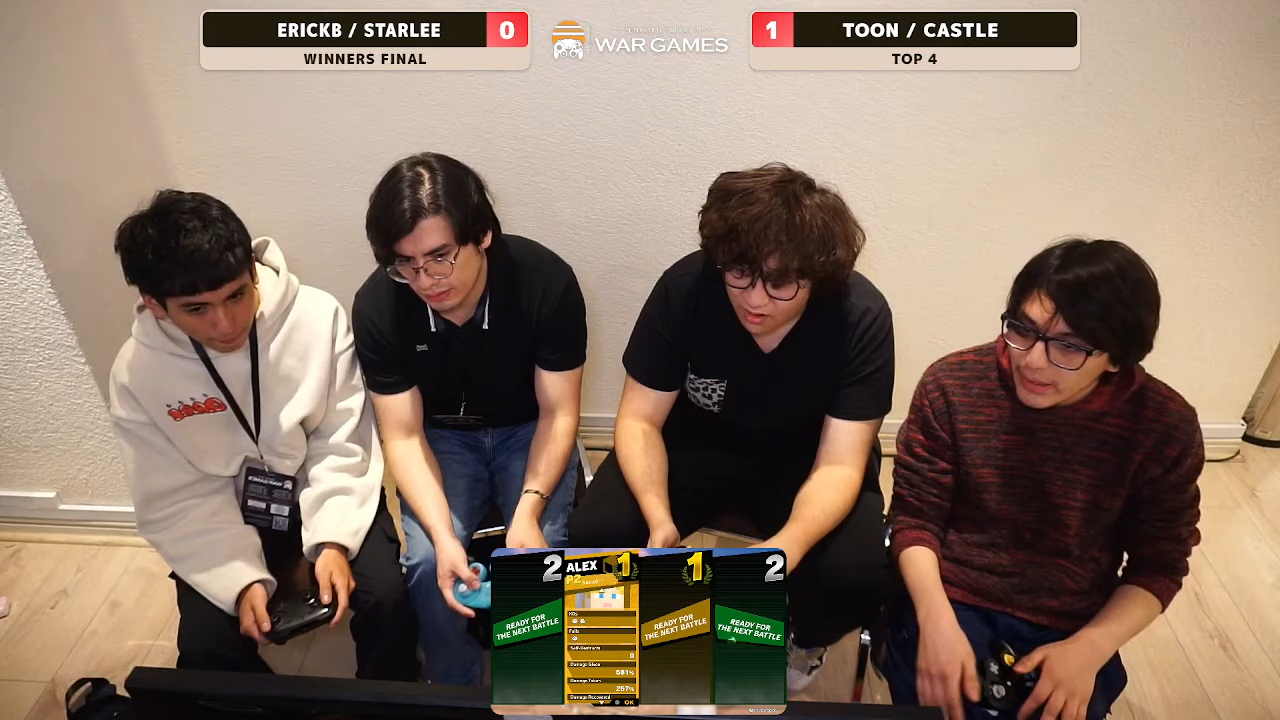 ERICKB / STARLEE
0
WINNERS FINAL
WAR GAMES
1
TOON / CASTLE
TOP 4
2
ALEX
P2
1
1
2
READY FOR
THE NEXT BATTLE
READY FOR
THE NEXT BATTLE
READY FOR
THE NEXT BATTLE
KOs
Falls
Self-Destructs
0
Damage Given
581%
Damage Taken
257%
Damage Recovered
OK